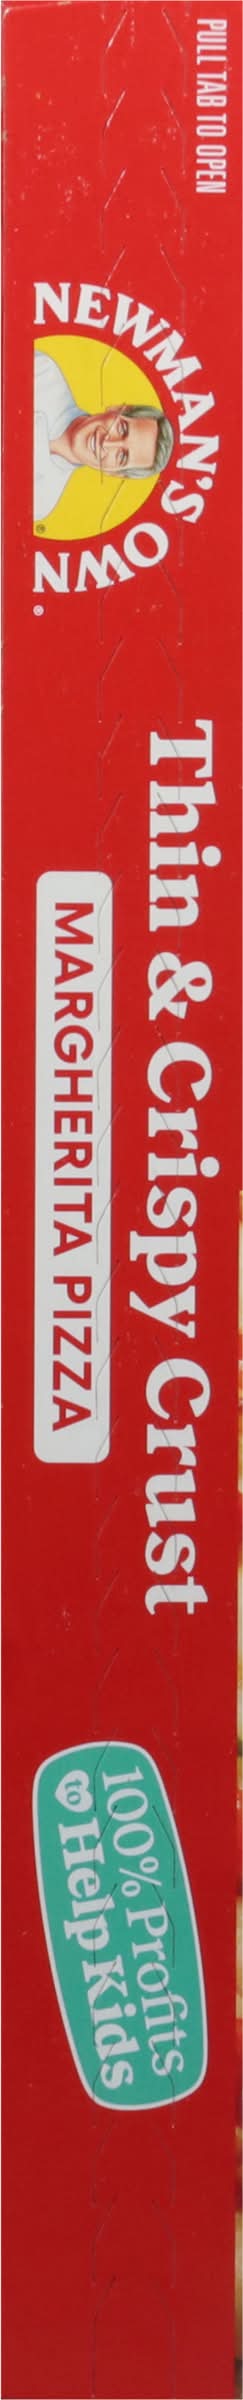 PULL TAB TO OPEN
NEWMAN'S OWN
®
®
Thin & Crispy Crust
MARGHERITA PIZZA
100% Profits
to Help Kids